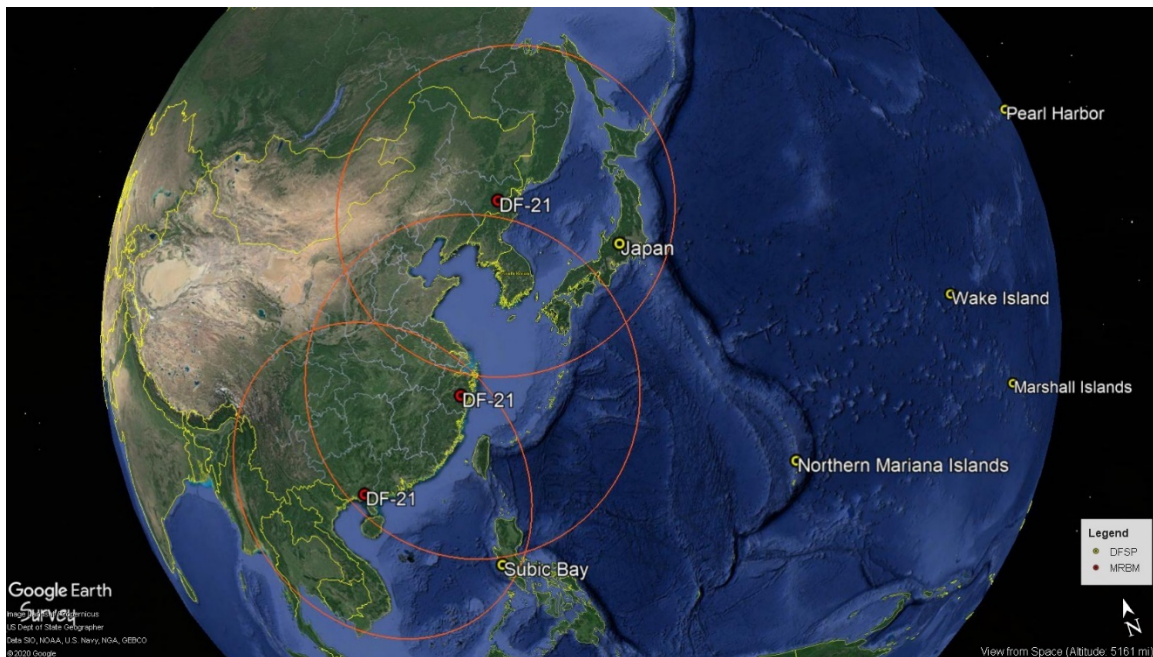 Pearl Harbor
DF-21
Japan
Wake Island
Marshall Islands
DF-21
Northern Mariana Islands
DF-21
Legend
DFSP
MRBM
Subic Bay
Google Earth
Survey
US Dept of State Geographer
Data SIO, NOAA, U.S. Navy, NGA, GEBCO
©2020 Google
N
View from Space (Altitude: 5161 mi)